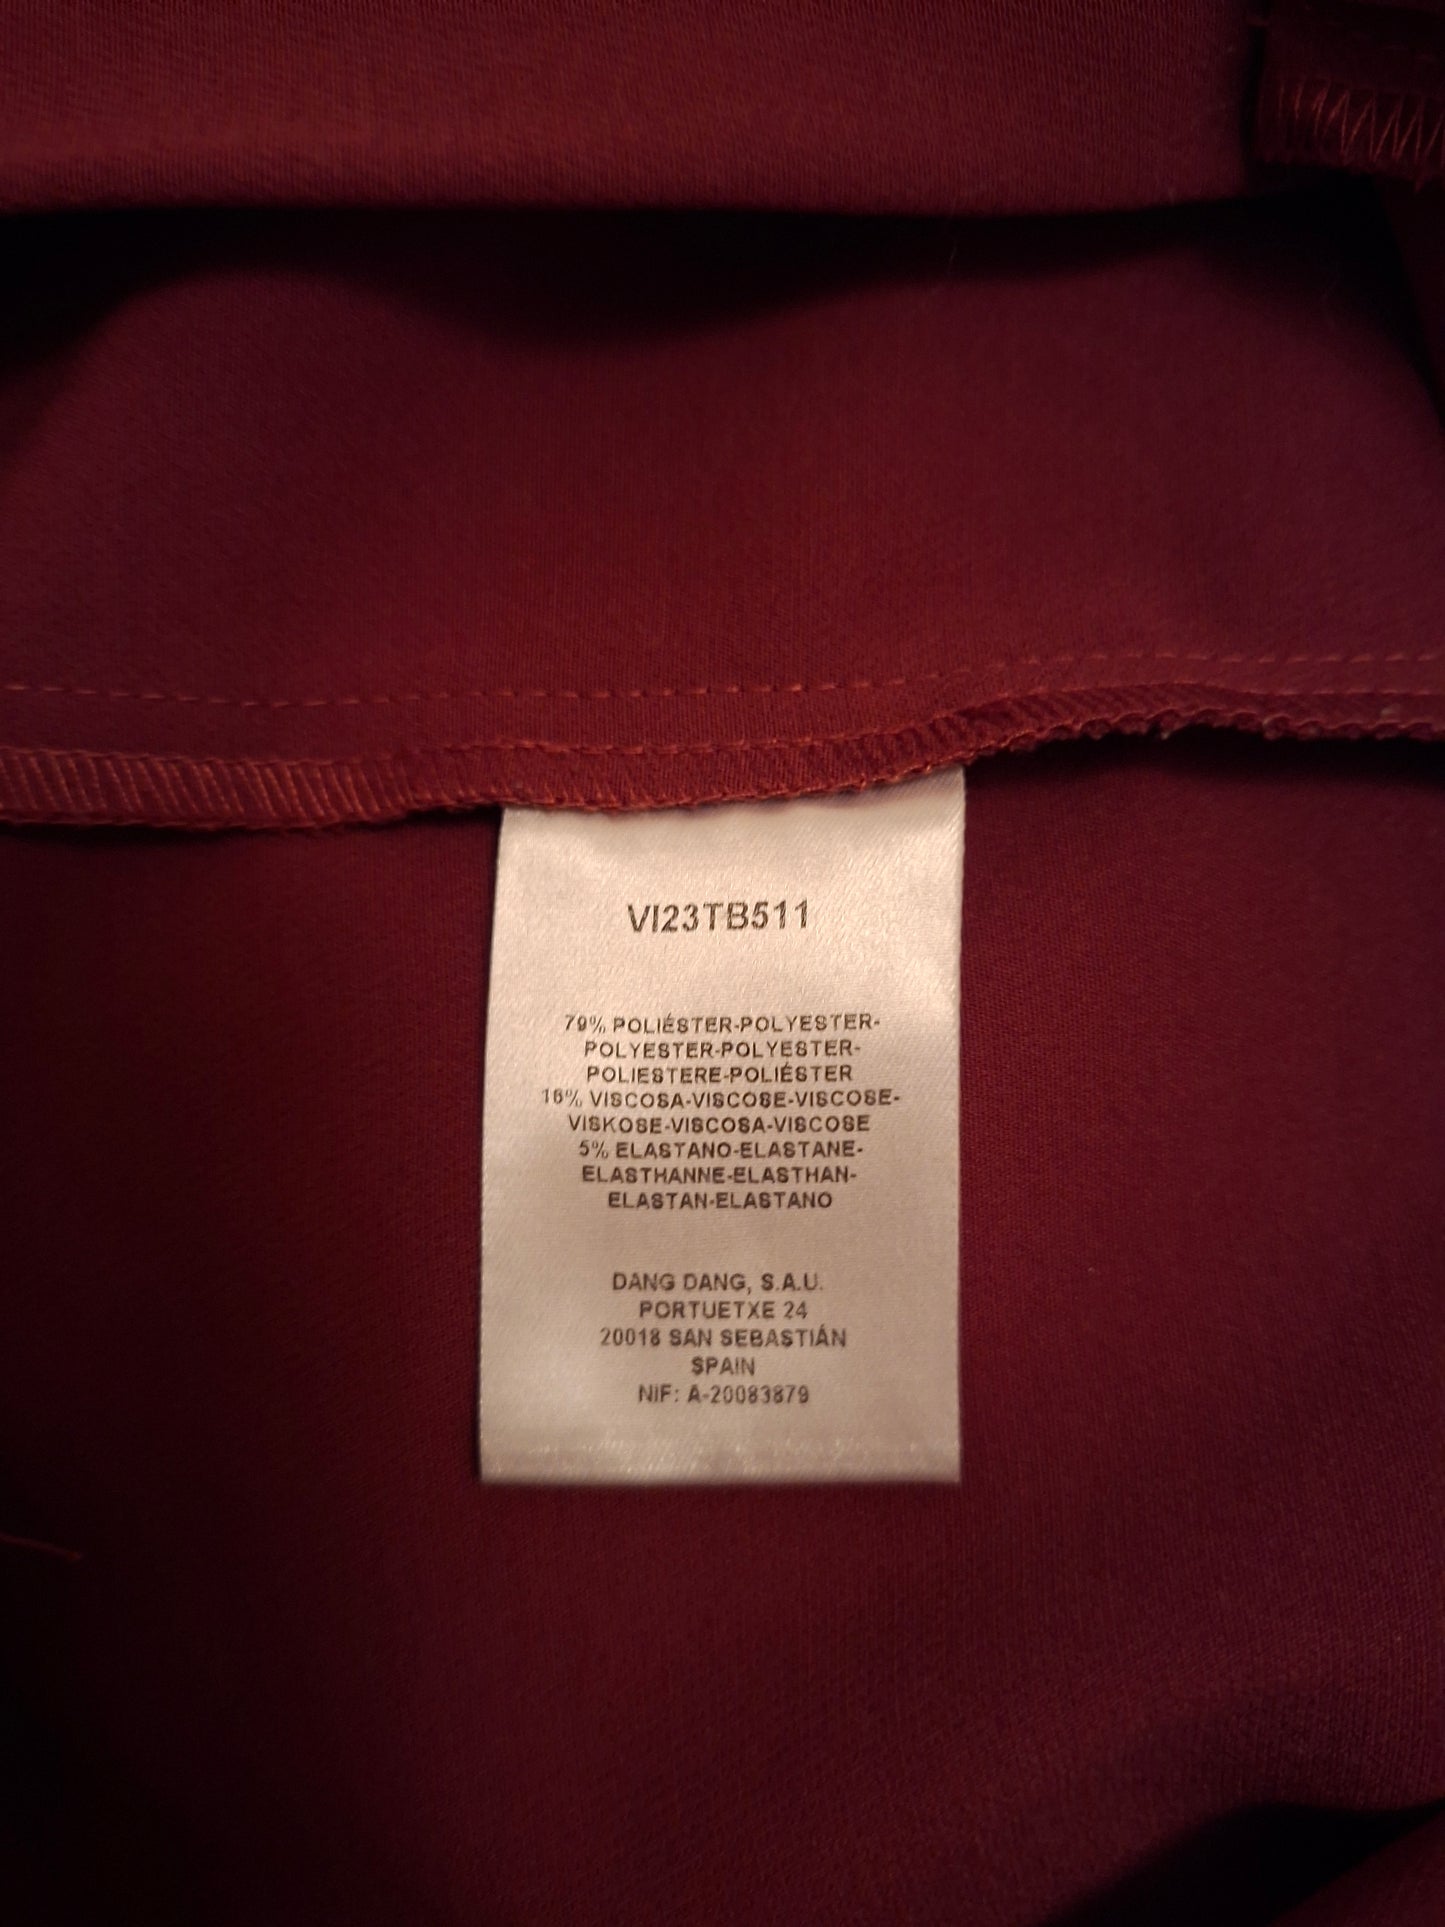 VI23TB511
79% POLIÉSTER-POLYESTER-
POLYESTER-POLYESTER-
POLIESTERE-POLIÉSTER
16% VISCOSA-VISCOSE-VISCOSE-
VISKOSE-VISCOSA-VISCOSE
5% ELASTANO-ELASTANE-
ELASTHANNE-ELASTHAN-
ELASTAN-ELASTANO
DANG DANG, S.A.U.
PORTUETXE 24
20018 SAN SEBASTIÁN
SPAIN
NIF: A-20083879